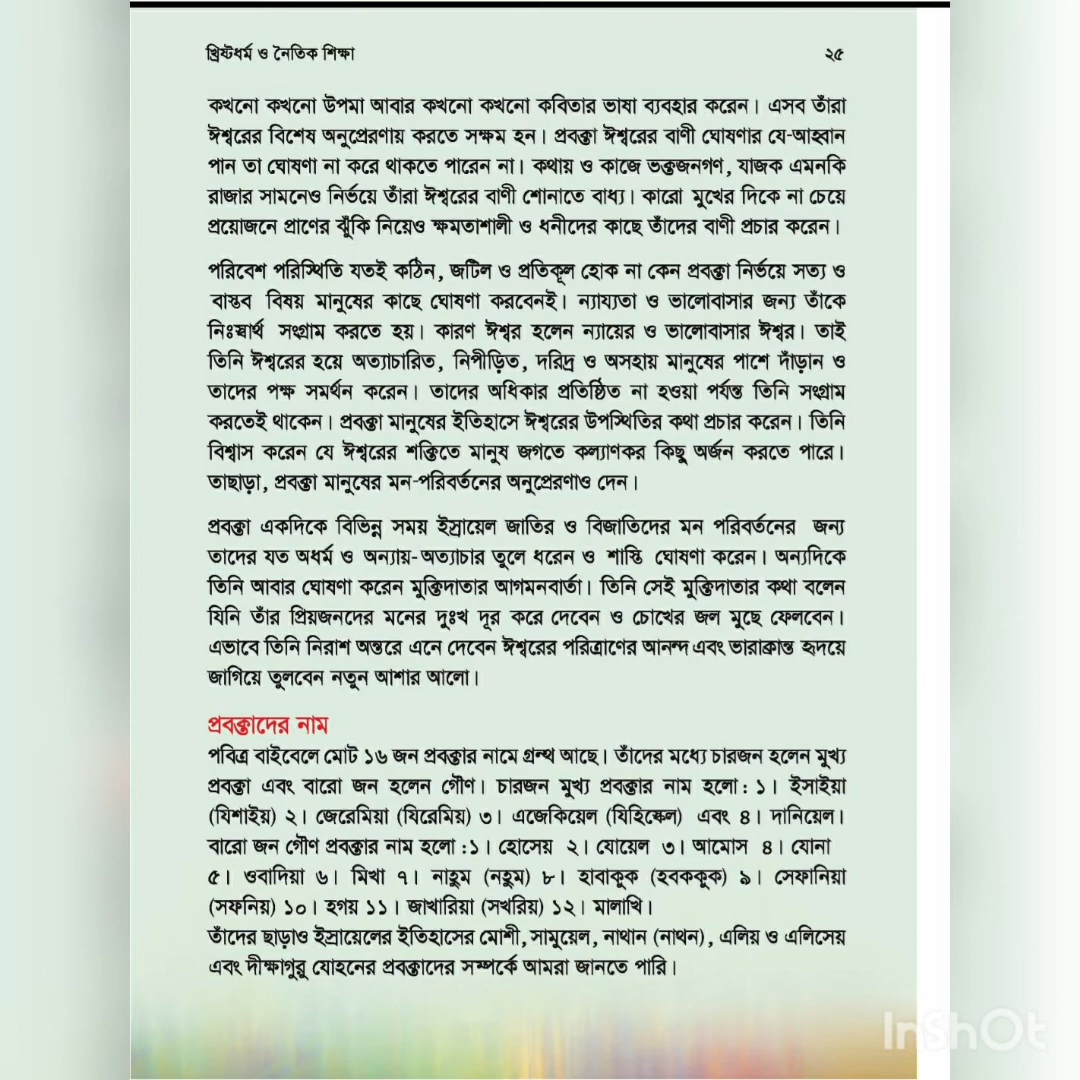 খ্রিষ্টধর্ম ও নৈতিক শিক্ষা ২৫
কখনো কখনো উপমা আবার কখনো কখনো কবিতার ভাষা ব্যবহার করেন। এসব তাঁরা
ঈশ্বরের বিশেষ অনুপ্রেরণায় করতে সক্ষম হন। প্রবক্তা ঈশ্বরের বাণী ঘোষণার যে-আহ্বান
পান তা ঘোষণা না করে থাকতে পারেন না। কথায় ও কাজে ভক্তজনগণ, যাজক এমনকি
রাজার সামনেও নির্ভয়ে তাঁরা ঈশ্বরের বাণী শোনাতে বাধ্য। কারো মুখের দিকে না চেয়ে
প্রয়োজনে প্রাণের ঝুঁকি নিয়েও ক্ষমতাশালী ও ধনীদের কাছে তাঁদের বাণী প্রচার করেন।
পরিবেশ পরিস্থিতি যতই কঠিন, জটিল ও প্রতিকূল হোক না কেন প্রবক্তা নির্ভয়ে সত্য ও
বাস্তব বিষয় মানুষের কাছে ঘোষণা করবেনই। ন্যায্যতা ও ভালোবাসার জন্য তাঁকে
নিঃস্বার্থ সংগ্রাম করতে হয়। কারণ ঈশ্বর হলেন ন্যায়ের ও ভালোবাসার ঈশ্বর। তাই
তিনি ঈশ্বরের হয়ে অত্যাচারিত, নিপীড়িত, দরিদ্র ও অসহায় মানুষের পাশে দাঁড়ান ও
তাদের পক্ষ সমর্থন করেন। তাদের অধিকার প্রতিষ্ঠিত না হওয়া পর্যন্ত তিনি সংগ্রাম
করতেই থাকেন। প্রবক্তা মানুষের ইতিহাসে ঈশ্বরের উপস্থিতির কথা প্রচার করেন। তিনি
বিশ্বাস করেন যে ঈশ্বরের শক্তিতে মানুষ জগতে কল্যাণকর কিছু অর্জন করতে পারে।
তাছাড়া, প্রবক্তা মানুষের মন-পরিবর্তনের অনুপ্রেরণাও দেন।
প্রবক্তা একদিকে বিভিন্ন সময় ইস্রায়েল জাতির ও বিজাতিদের মন পরিবর্তনের জন্য
তাদের যত অধর্ম ও অন্যায়-অত্যাচার তুলে ধরেন ও শাস্তি ঘোষণা করেন। অন্যদিকে
তিনি আবার ঘোষণা করেন মুক্তিদাতার আগমনবার্তা। তিনি সেই মুক্তিদাতার কথা বলেন
যিনি তাঁর প্রিয়জনদের মনের দুঃখ দূর করে দেবেন ও চোখের জল মুছে ফেলবেন।
এভাবে তিনি নিরাশ অন্তরে এনে দেবেন ঈশ্বরের পরিত্রাণের আনন্দ এবং ভারাক্রান্ত হৃদয়ে
জাগিয়ে তুলবেন নতুন আশার আলো।
প্রবক্তাদের নাম
পবিত্র বাইবেলে মোট ১৬ জন প্রবক্তার নামে গ্রন্থ আছে। তাঁদের মধ্যে চারজন হলেন মুখ্য
প্রবক্তা এবং বারো জন হলেন গৌণ। চারজন মুখ্য প্রবক্তার নাম হলো : ১। ইসাইয়া
(যিশাইয়) ২। জেরেমিয়া (যিরেমিয়) ৩। এজেকিয়েল (যিহিষ্কেল) এবং ৪। দানিয়েল।
বারো জন গৌণ প্রবক্তার নাম হলো :১। হোসেয় ২। যোয়েল ৩। আমোস ৪। যোনা
৫। ওবাদিয়া ৬। মিখা ৭। নাহুম (নহুম) ৮। হাবাকুক (হবককুক) ৯। সেফানিয়া
(সফনিয়) ১০। হগয় ১১। জাখারিয়া (সখরিয়) ১২। মালাখি।
তাঁদের ছাড়াও ইস্রায়েলের ইতিহাসের মোশী, সামুয়েল, নাথান (নাথন), এলিয় ও এলিসেয়
এবং দীক্ষাগুরু যোহনের প্রবক্তাদের সম্পর্কে আমরা জানতে পারি।
InShOt